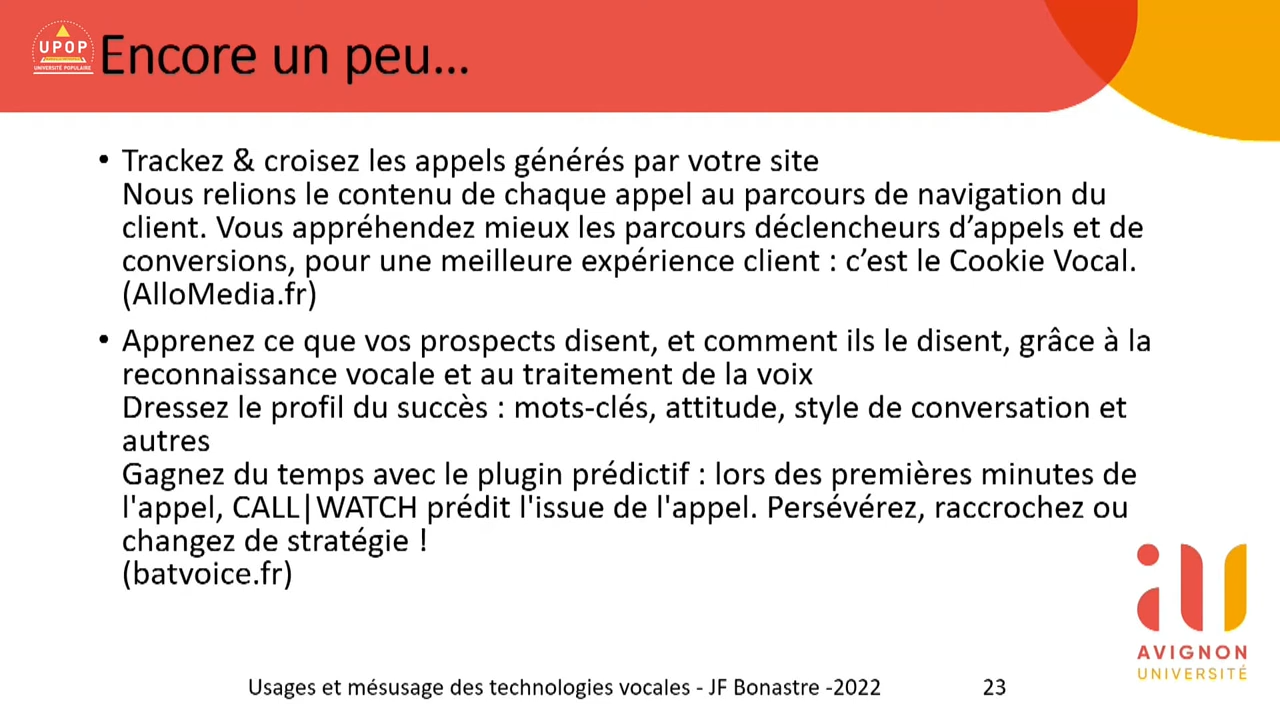 UPOP
UNIVERSITÉ POPULAIRE
Encore un peu...
• Trackez & croisez les appels générés par votre site
Nous relions le contenu de chaque appel au parcours de navigation du
client. Vous appréhendez mieux les parcours déclencheurs d’appels et de
conversions, pour une meilleure expérience client : c’est le Cookie Vocal.
(AlloMedia.fr)
• Apprenez ce que vos prospects disent, et comment ils le disent, grâce à la
reconnaissance vocale et au traitement de la voix
Dressez le profil du succès : mots-clés, attitude, style de conversation et
autres
Gagnez du temps avec le plugin prédictif : lors des premières minutes de
l'appel, CALL|WATCH prédit l'issue de l'appel. Persévérez, raccrochez ou
changez de stratégie !
(batvoice.fr)
au
AVIGNON
UNIVERSITÉ
Usages et mésusage des technologies vocales - JF Bonastre -2022
23